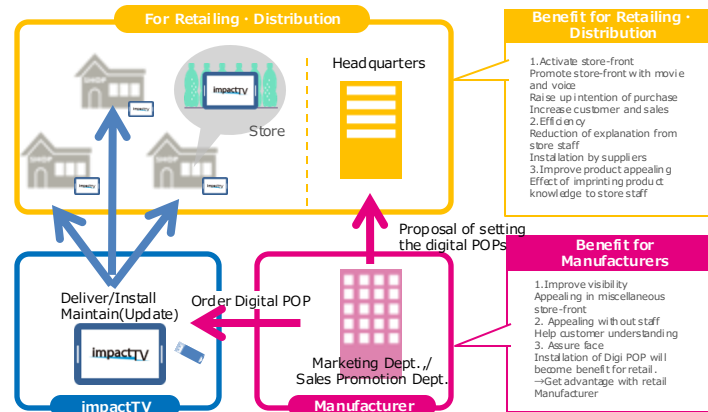 For Retailing · Distribution
Headquarters
SHOP
impactTV
Store
SHOP
SHOP
impactTV
impactTV
impactTV
Proposal of setting
the digital POPs
Deliver/Install
Maintain(Update)
impactTV
Order Digital POP
Marketing Dept.,/
Sales Promotion Dept.
impactTV
Manufacturer
Benefit for Retailing ·
Distribution
1.Activate store-front
Promote store-front with movie
and voice
Raise up intention of purchase
Increase customer and sales
2.Efficiency
Reduction of explanation from
store staff
Installation by suppliers
3.Improve product appealing
Effect of imprinting product
knowledge to store staff
Benefit for
Manufacturers
1.Improve visibility
Appealing in miscellaneous
store-front
2. Appealing without staff
Help customer understanding
3. Assure face
Installation of Digi POP will
become benefit for retail.
→Get advantage with retail
Manufacturer